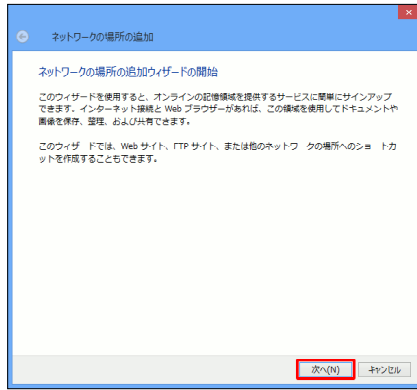 ネットワークの場所の追加
ネットワークの場所の追加ウィザードの開始
このウィザードを使用すると、オンラインの記憶領域を提供するサービスに簡単にサインアップ
できます。インターネット接続と Web ブラウザーがあれば、この領域を使用してドキュメントや
画像を保存、整理、および共有できます。
このウィザードでは、Web サイト、FTP サイト、または他のネットワークの場所へのショートカ
ットを作成することもできます。
次へ(N) キャンセル